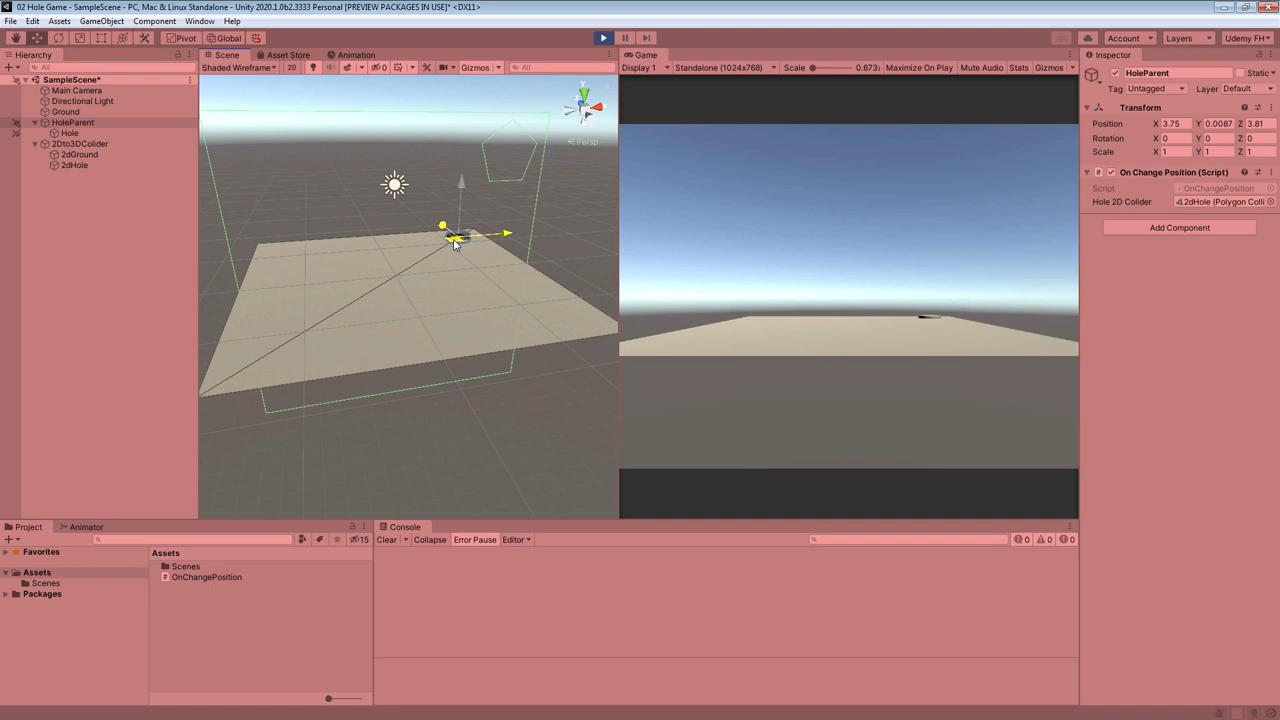 02 Hole Game - SampleScene - PC, Mac & Linux Standalone - Unity 2020.1.0b2.3333 Personal [PREVIEW PACKAGES IN USE]* <DX11>
File Edit Assets GameObject Component Window Help
Pivot Global Account Layers Udemy FH
Hierarchy
All
SampleScene*
Main Camera
Directional Light
Ground
HoleParent
Hole
2Dto3DCollider
2dGround
2dHole
Scene Asset Store Animation
Shaded Wireframe 2D 0 Gizmos All
y
Persp
Game
Display 1 Standalone (1024x768) Scale 0.673 Maximize On Play Mute Audio Stats Gizmos
Inspector
HoleParent Static
Tag Untagged Layer Default
Transform
Position X 3.75 Y 0.0087 Z 3.81
Rotation X 0 Y 0 Z 0
Scale X 1 Y 1 Z 1
# On Change Position (Script)
Script OnChangePosition
Hole 2D Colider 2dHole (Polygon Colli
Add Component
Project Animator
15
Favorites
Assets
Scenes
Packages
Assets
Scenes
# OnChangePosition
Console
Clear Collapse Error Pause Editor 0 0 0